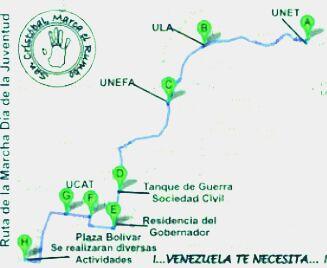 Ruta de la Marcha Día de la Juventud
San Cristóbal, Marca el Rumbo
UNET
A
ULA
B
UNEFA
C
D
Tanque de Guerra
Sociedad Civil
UCAT
G
F
E
Residencia del
Gobernador
Plaza Bolivar
Se realizaran diversas
Actividades
H
¡...VENEZUELA TE NECESITA...!